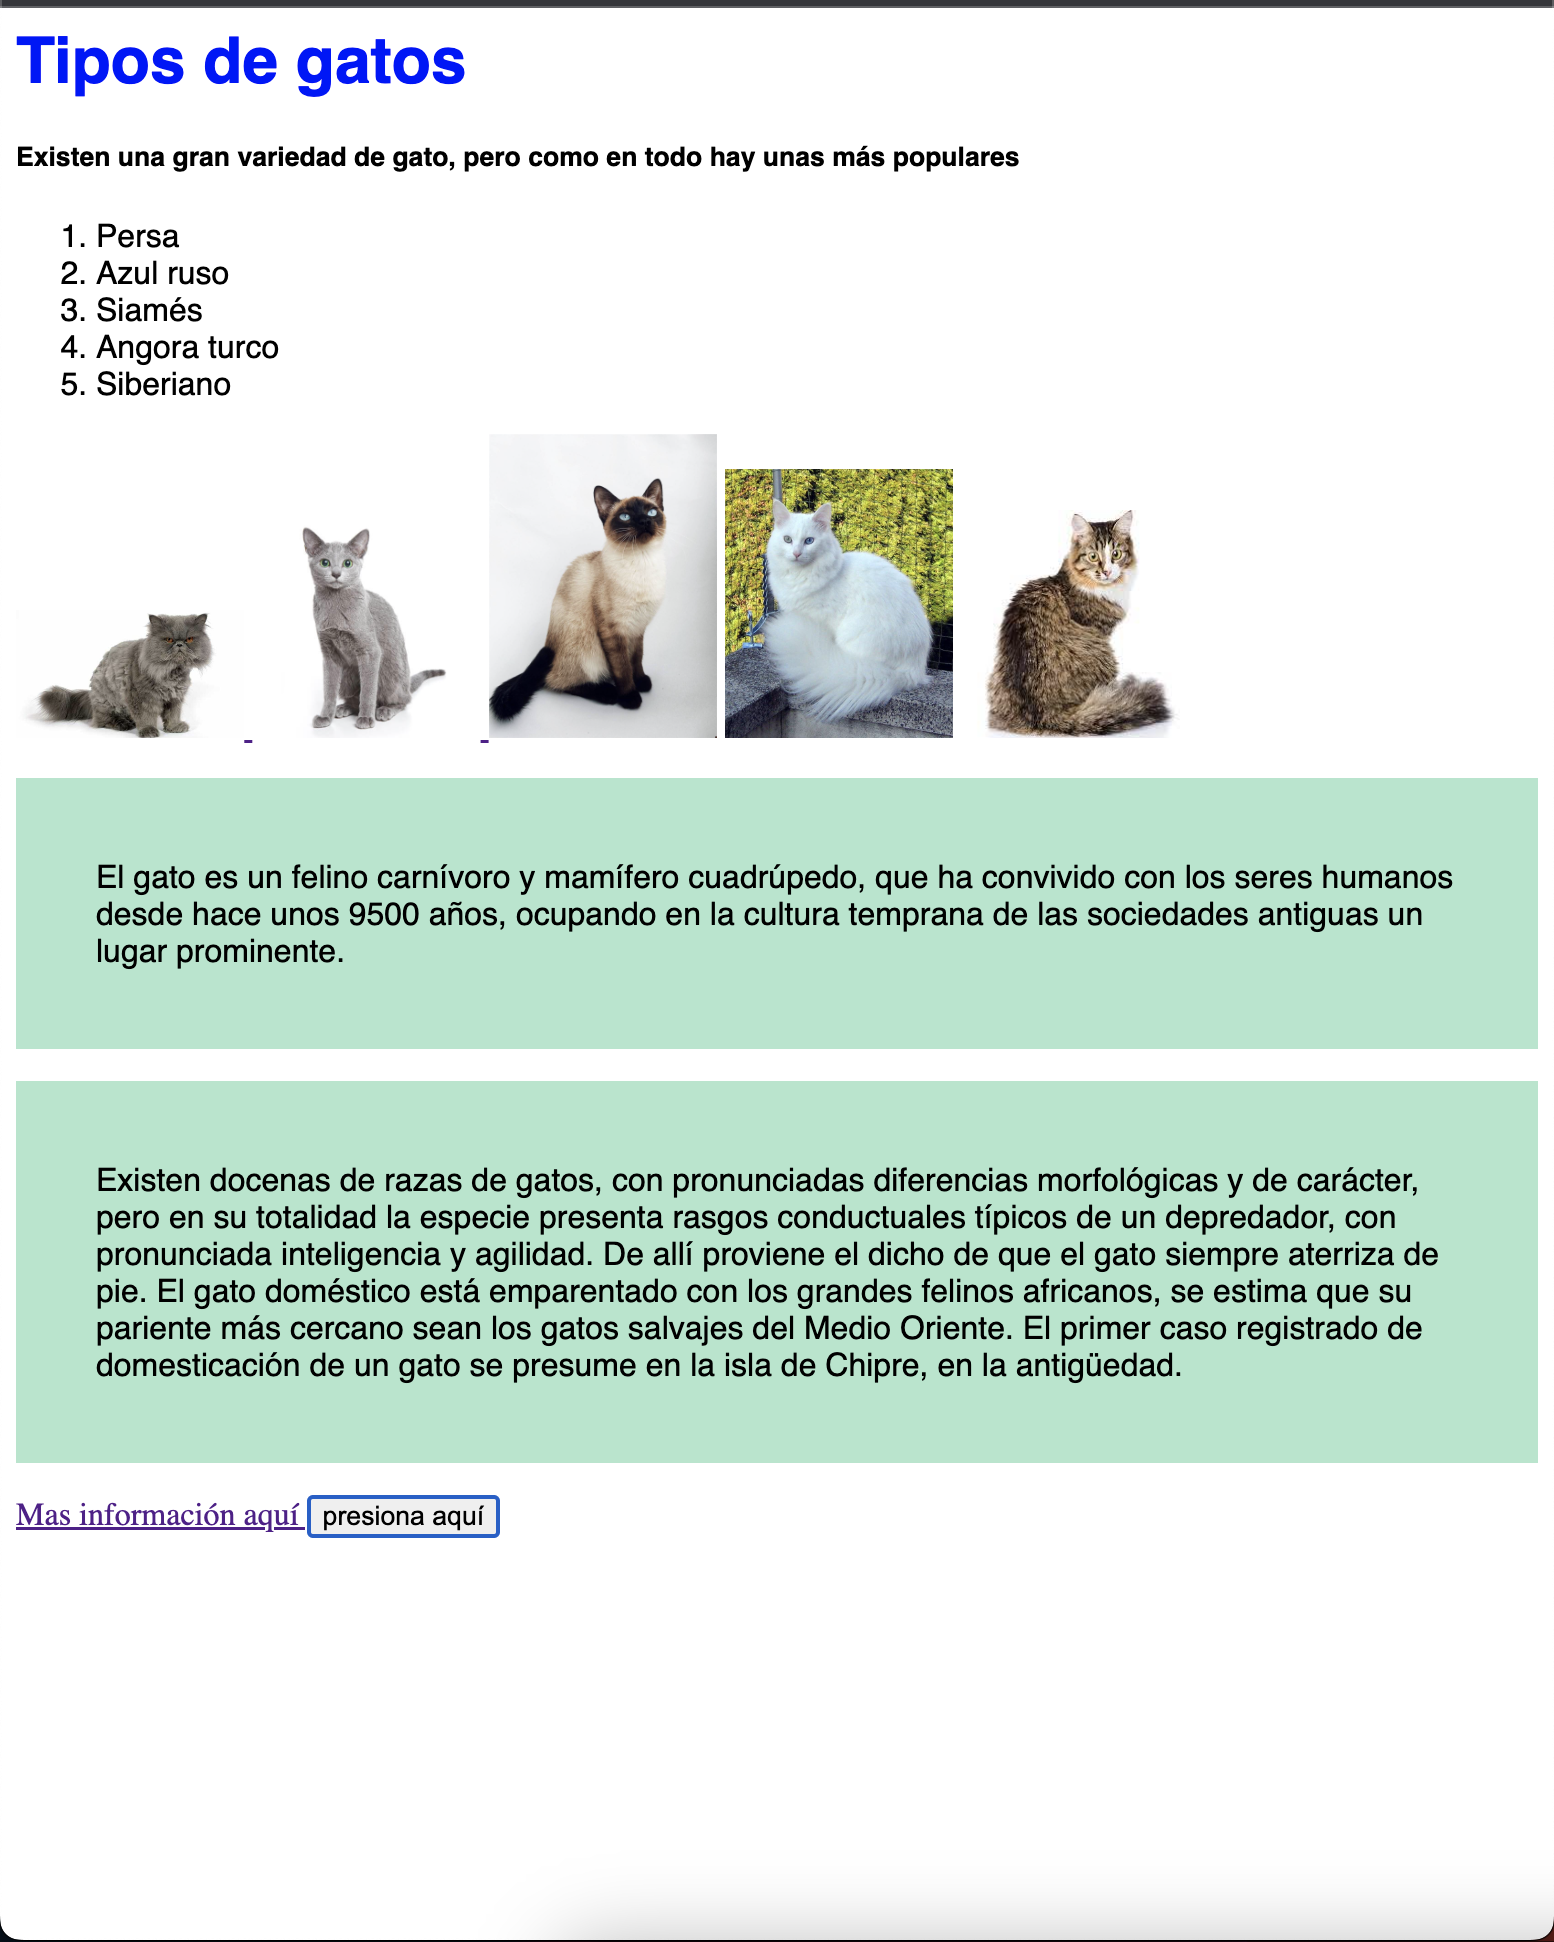 Tipos de gatos
Existen una gran variedad de gato, pero como en todo hay unas más populares
1. Persa
2. Azul ruso
3. Siamés
4. Angora turco
5. Siberiano
El gato es un felino carnívoro y mamífero cuadrúpedo, que ha convivido con los seres humanos
desde hace unos 9500 años, ocupando en la cultura temprana de las sociedades antiguas un
lugar prominente.
Existen docenas de razas de gatos, con pronunciadas diferencias morfológicas y de carácter,
pero en su totalidad la especie presenta rasgos conductuales típicos de un depredador, con
pronunciada inteligencia y agilidad. De allí proviene el dicho de que el gato siempre aterriza de
pie. El gato doméstico está emparentado con los grandes felinos africanos, se estima que su
pariente más cercano sean los gatos salvajes del Medio Oriente. El primer caso registrado de
domesticación de un gato se presume en la isla de Chipre, en la antigüedad.
Mas información aquí presiona aquí